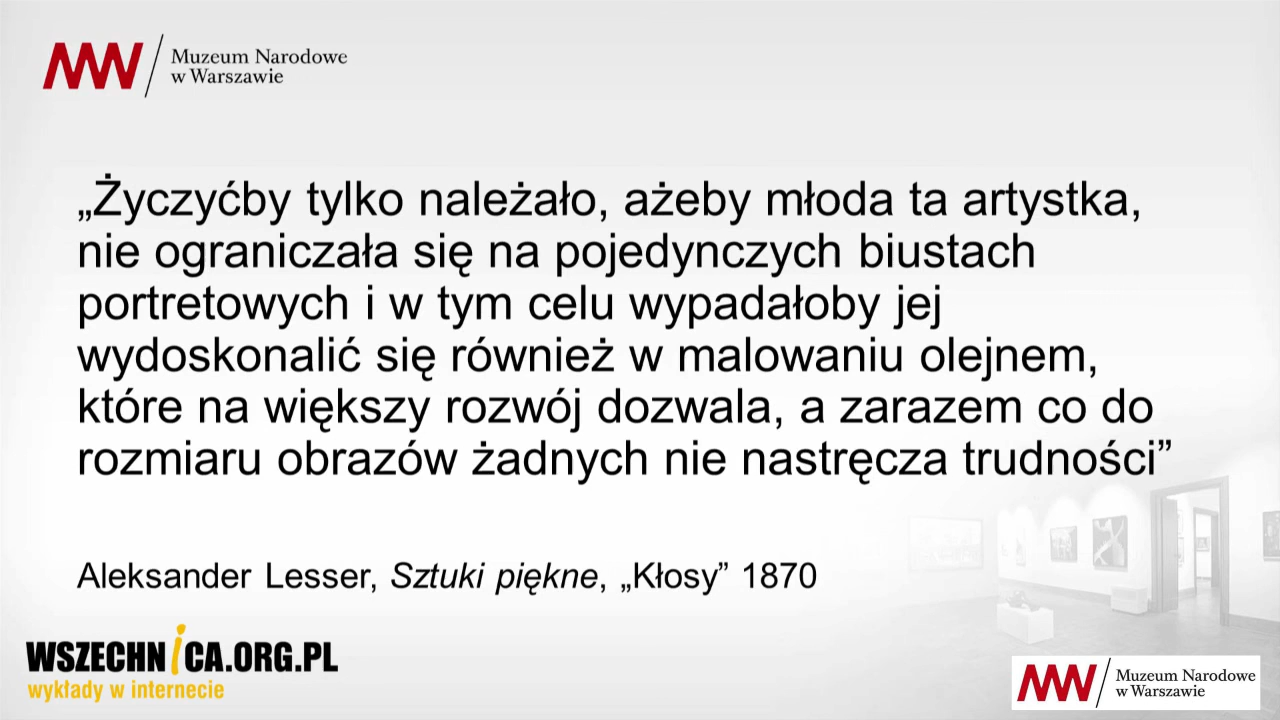 Muzeum Narodowe
w Warszawie
„Życzyćby tylko należało, ażeby młoda ta artystka,
nie ograniczała się na pojedynczych biustach
portretowych i w tym celu wypadałoby jej
wydoskonalić się również w malowaniu olejnem,
które na większy rozwój dozwala, a zarazem co do
rozmiaru obrazów żadnych nie nastręcza trudności”
Aleksander Lesser, Sztuki piękne, „Kłosy” 1870
WSZECHNiCA.ORG.PL
wykłady w internecie
Muzeum Narodowe
w Warszawie